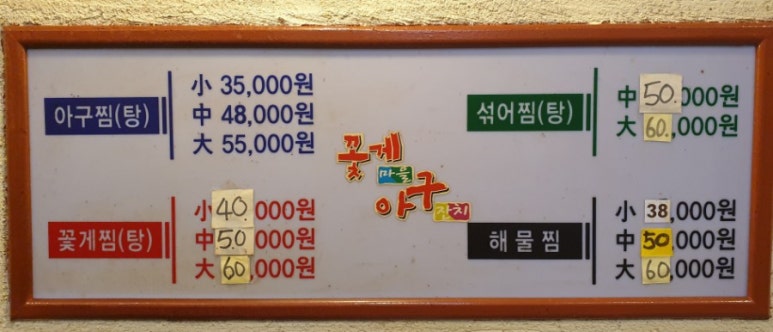 아구찜(탕)
小 35,000원
中 48,000원
大 55,000원
섞어찜(탕)
中 50,000원
大 60,000원
꽃게
마을
아구
잔치
꽃게찜(탕)
小 40,000원
中 50,000원
大 60,000원
해물찜
小 38,000원
中 50,000원
大 60,000원